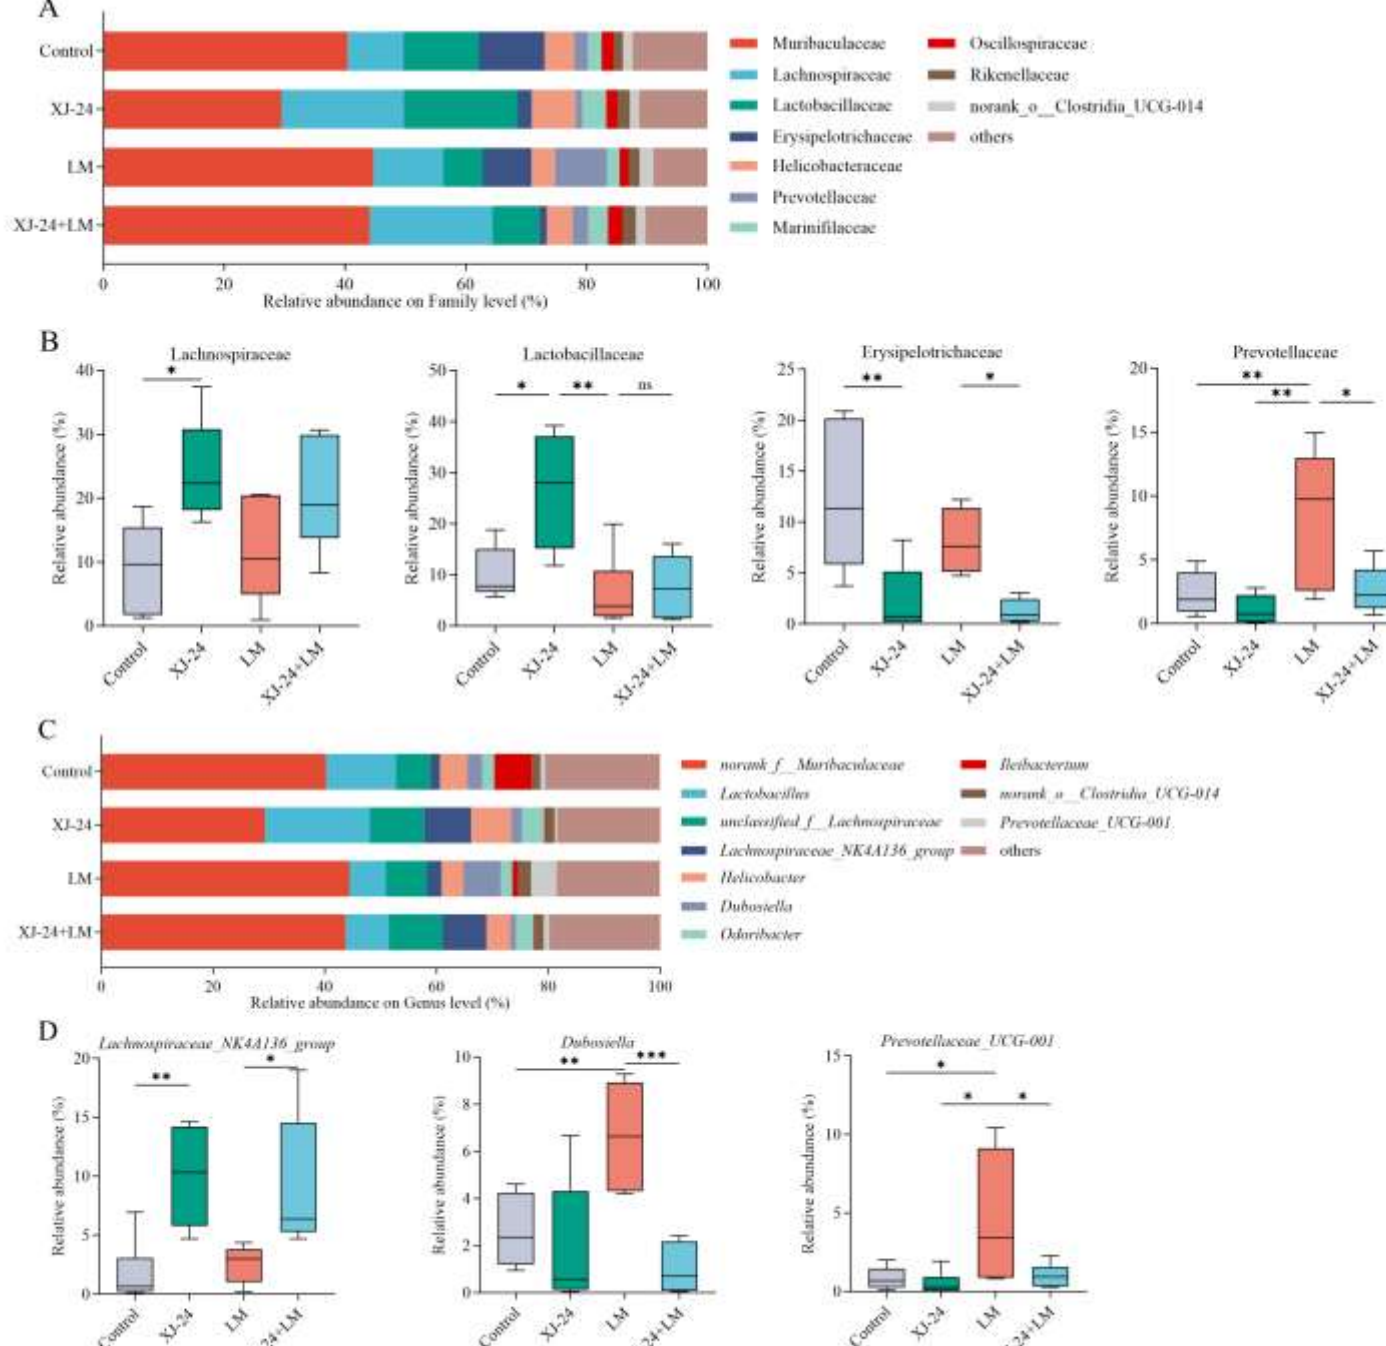 A
Control
XJ-24
LM
XJ-24+LM
0 20 40 60 80 100
Relative abundance on Family level (%)
Muribaculaceae
Lachnospiraceae
Lactobacillaceae
Erysipelotrichaceae
Helicobacteraceae
Prevotellaceae
Marinifilaceae
Oscillospiraceae
Rikenellaceae
norank_o__Clostridia_UCG-014
others
B
Lachnospiraceae
Relative abundance (%)
40
30
20
10
0
*
Control XJ-24 LM XJ-24+LM
Lactobacillaceae
Relative abundance (%)
50
40
30
20
10
0
* ** ns
Control XJ-24 LM XJ-24+LM
Erysipelotrichaceae
Relative abundance (%)
25
20
15
10
5
0
** *
Control XJ-24 LM XJ-24+LM
Prevotellaceae
Relative abundance (%)
20
15
10
5
0
**
** *
Control XJ-24 LM XJ-24+LM
C
Control
XJ-24
LM
XJ-24+LM
0 20 40 60 80 100
Relative abundance on Genus level (%)
norank_f__Muribaculaceae
Lactobacillus
unclassified_f__Lachnospiraceae
Lachnospiraceae_NK4A136_group
Helicobacter
Dubosiella
Odoribacter
Ileibacterium
norank_o__Clostridia_UCG-014
Prevotellaceae_UCG-001
others
D
Lachnospiraceae_NK4A136_group
Relative abundance (%)
20
15
10
5
0
** *
Control XJ-24 LM 24+LM
Dubosiella
Relative abundance (%)
10
8
6
4
2
0
** ***
Control XJ-24 LM 24+LM
Prevotellaceae_UCG-001
Relative abundance (%)
15
10
5
0
*
* *
Control XJ-24 LM 24+LM